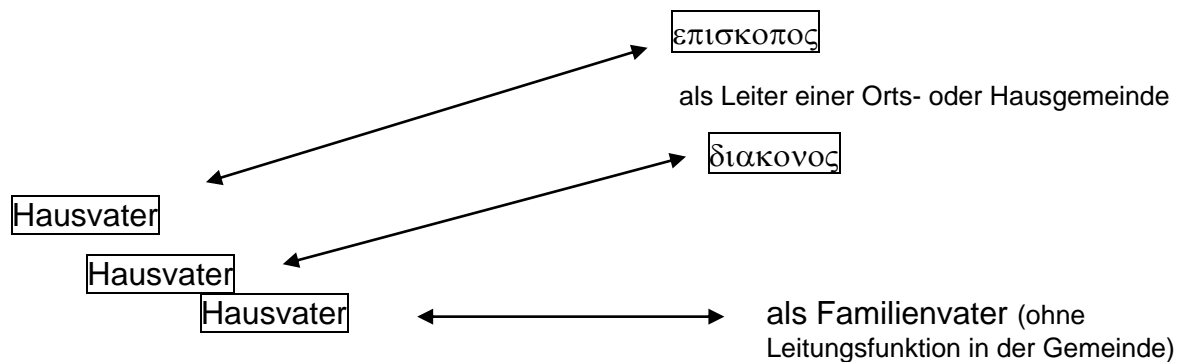 επισκοπος
als Leiter einer Orts- oder Hausgemeinde
διακονος
Hausvater
Hausvater
Hausvater
als Familienvater (ohne
Leitungsfunktion in der Gemeinde)